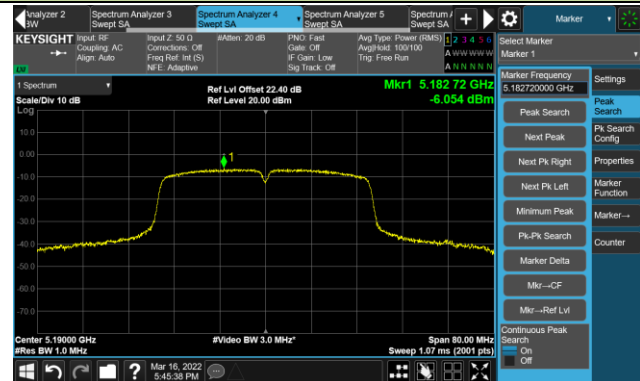 Analyzer 2
BW
Spectrum Analyzer 3
Swept SA
Spectrum Analyzer 4
Swept SA
Spectrum Analyzer 5
Swept SA
Spectrum
Swept SA
Marker
KEYSIGHT
Input: RF
Coupling: AC
Align: Auto
Input Z: 50 Ω
Corrections: Off
Freq Ref: Int (S)
NFE: Adaptive
#Atten: 20 dB
PNO: Fast
Gate: Off
IF Gain: Low
Sig Track: Off
Avg Type: Power (RMS)
Avg|Hold: 100/100
Trig: Free Run
1 2 3 4 5 6
A W W W W W
A N N N N N
Select Marker
Marker 1
1 Spectrum
Scale/Div 10 dB
Log
Ref Lvl Offset 22.40 dB
Ref Level 20.00 dBm
Mkr1 5.182 72 GHz
-6.054 dBm
10.0
0.00
-10.0
-20.0
-30.0
-40.0
-50.0
-60.0
-70.0
1
Center 5.19000 GHz
#Res BW 1.0 MHz
#Video BW 3.0 MHz*
Span 80.00 MHz
Sweep 1.07 ms (2001 pts)
Marker Frequency
5.182720000 GHz
Peak Search
Next Peak
Next Pk Right
Next Pk Left
Minimum Peak
Pk-Pk Search
Marker Delta
Mkr→CF
Mkr→Ref Lvl
Continuous Peak
Search
On
Off
Settings
Peak
Search
Pk Search
Config
Properties
Marker
Function
Marker→
Counter
Mar 16, 2022
5:45:38 PM